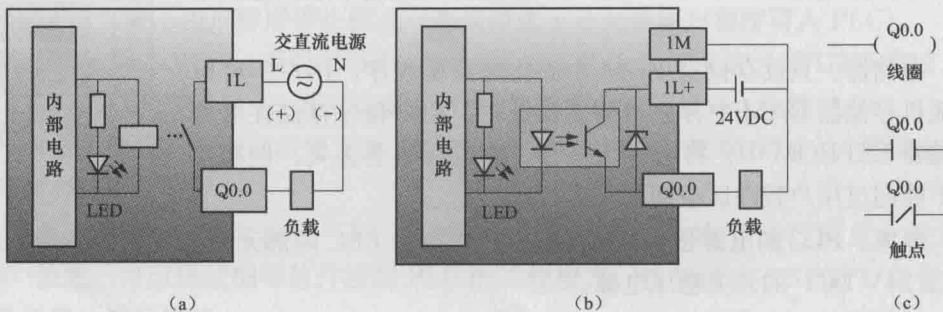 内部电路
LED
1L
Q0.0
交直流电源
L
N
(+)
(−)
负载
(a)
内部电路
LED
1M
1L+
Q0.0
24VDC
负载
(b)
Q0.0
线圈
Q0.0
Q0.0
触点
(c)